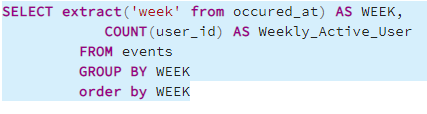 SELECT extract('week' from occured_at) AS WEEK,
COUNT(user_id) AS Weekly_Active_User
FROM events
GROUP BY WEEK
order by WEEK